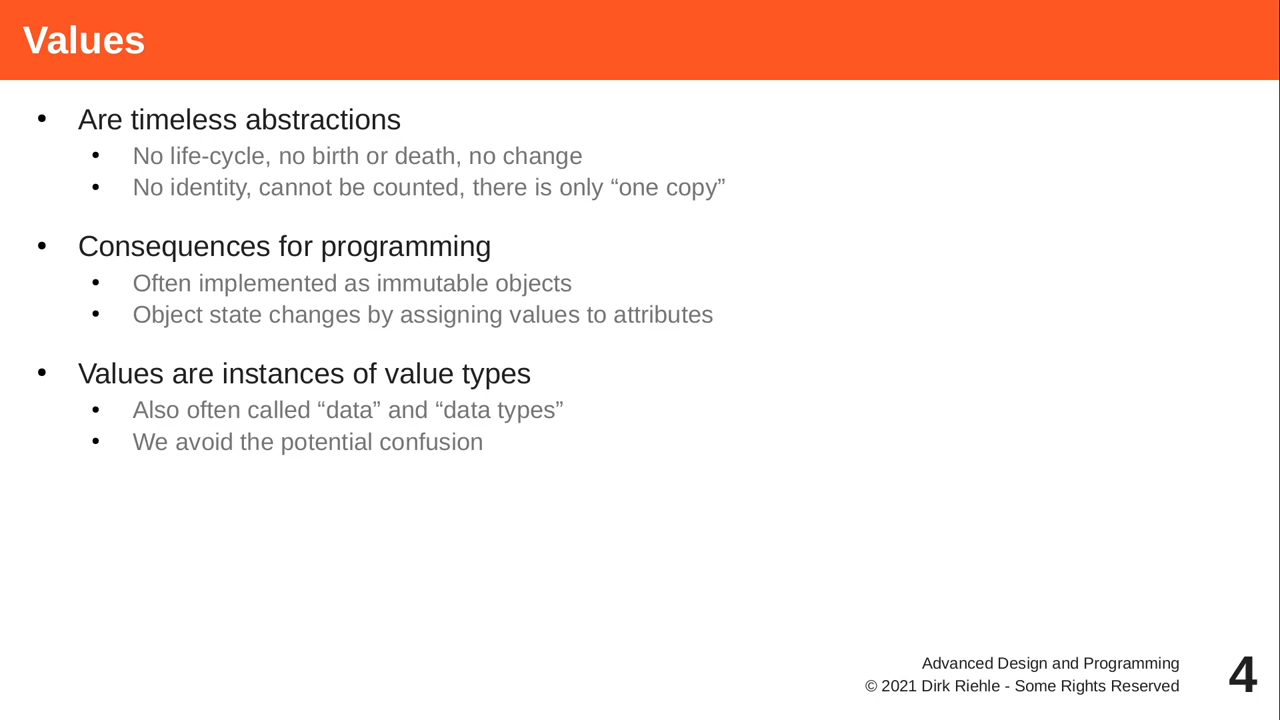 Values
• Are timeless abstractions
• No life-cycle, no birth or death, no change
• No identity, cannot be counted, there is only “one copy”
• Consequences for programming
• Often implemented as immutable objects
• Object state changes by assigning values to attributes
• Values are instances of value types
• Also often called “data” and “data types”
• We avoid the potential confusion
Advanced Design and Programming
© 2021 Dirk Riehle - Some Rights Reserved
4